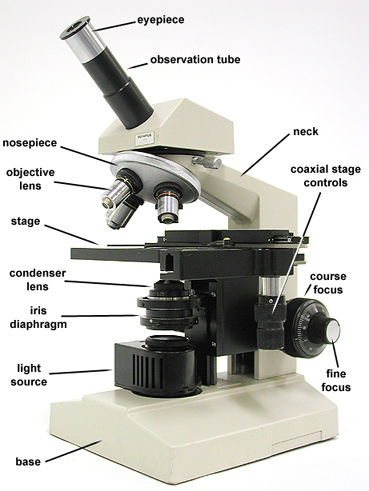 eyepiece
observation tube
neck
nosepiece
objective
lens
coaxial stage
controls
stage
condenser
lens
course
focus
iris
diaphragm
light
source
fine
focus
base